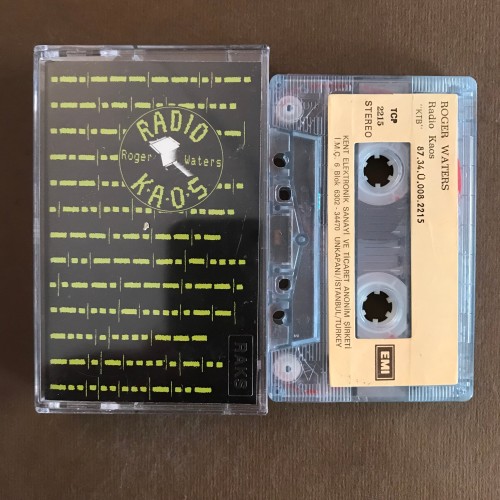 RADIO
Roger Waters
K·A·O·S
RAKS
ROGER WATERS
Radio Kaos
"KTB" 87.34.Ü.008.2215
TCP
2215
STEREO
KENT ELEKTRONİK SANAYİ VE TİCARET ANONİM ŞİRKETİ
İ.M.Ç. 6 Blok 6302 - 34470 UNKAPANI/İSTANBUL/TURKEY
EMI